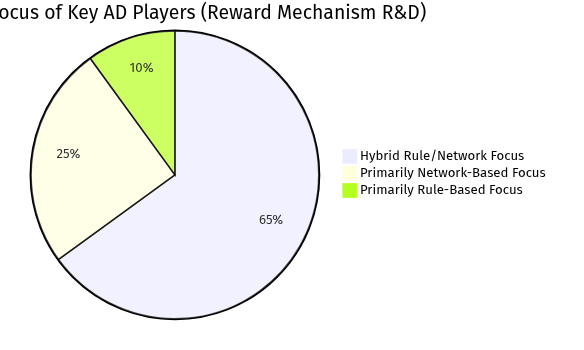 ocus of Key AD Players (Reward Mechanism R&D)
10%
25%
65%
Hybrid Rule/Network Focus
Primarily Network-Based Focus
Primarily Rule-Based Focus